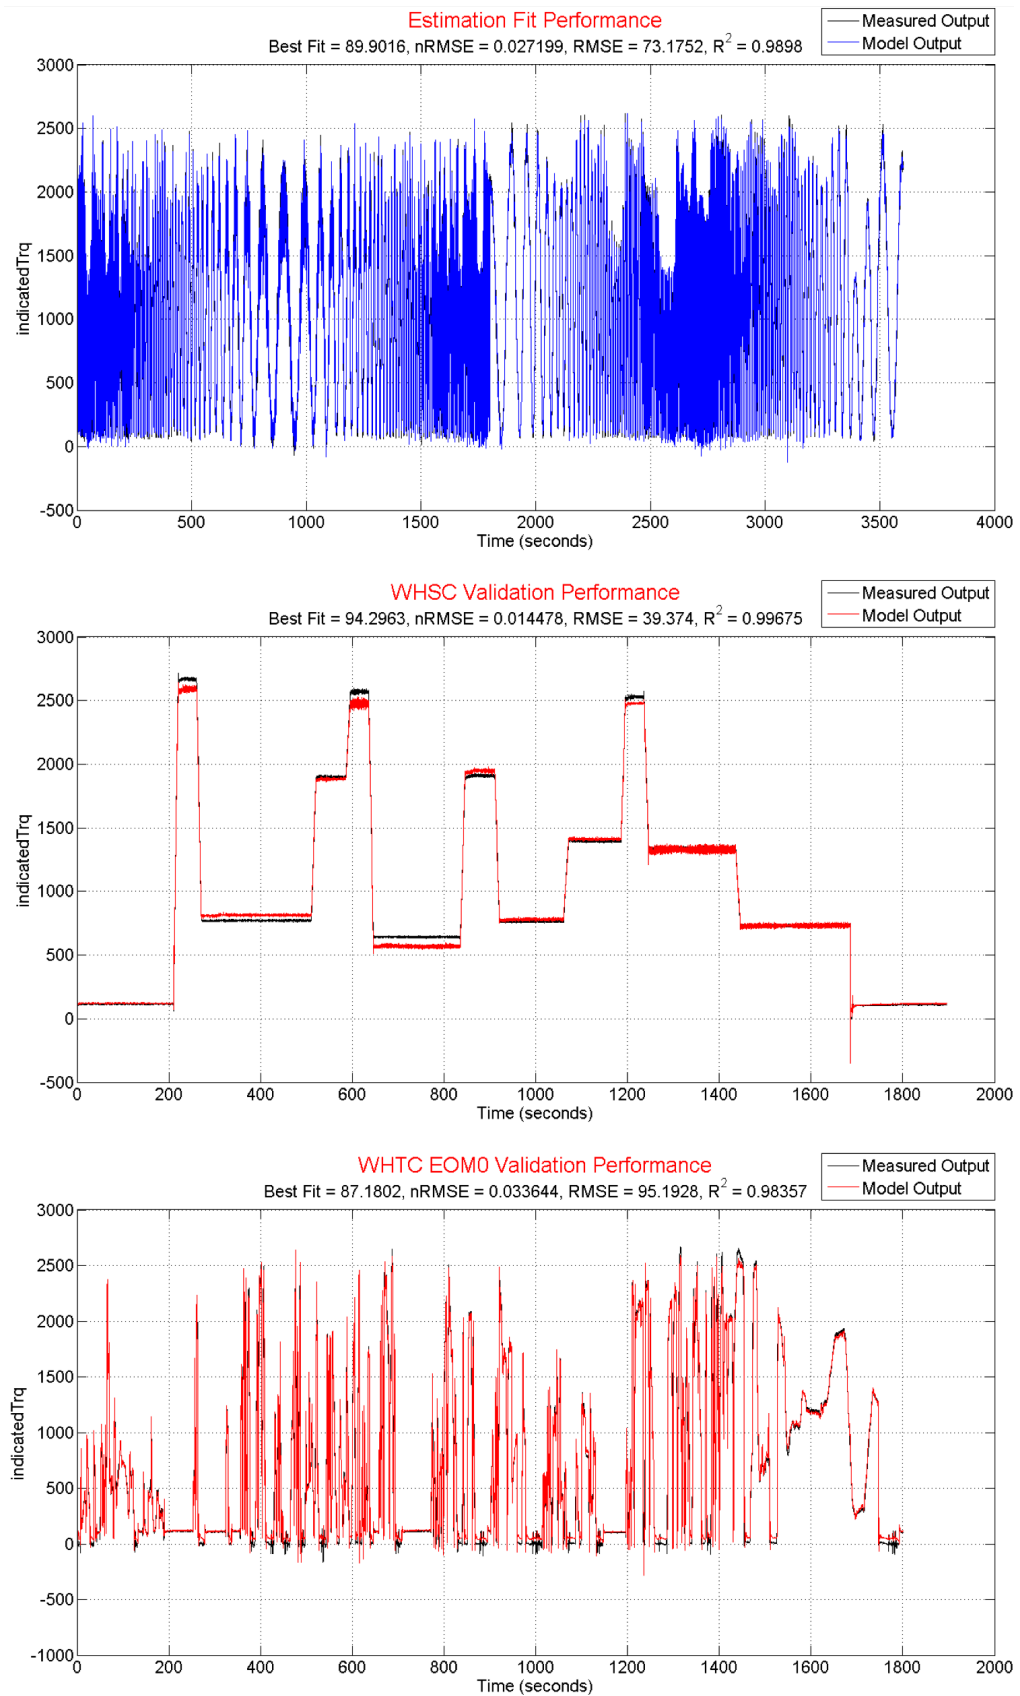 Estimation Fit Performance
Best Fit = 89.9016, nRMSE = 0.027199, RMSE = 73.1752, R² = 0.9898
Measured Output
Model Output
3000
2500
2000
1500
1000
500
0
-500
indicatedTrq
0 500 1000 1500 2000 2500 3000 3500 4000
Time (seconds)
WHSC Validation Performance
Best Fit = 94.2963, nRMSE = 0.014478, RMSE = 39.374, R² = 0.99675
Measured Output
Model Output
3000
2500
2000
1500
1000
500
0
-500
indicatedTrq
0 200 400 600 800 1000 1200 1400 1600 1800 2000
Time (seconds)
WHTC EOM0 Validation Performance
Best Fit = 87.1802, nRMSE = 0.033644, RMSE = 95.1928, R² = 0.98357
Measured Output
Model Output
3000
2500
2000
1500
1000
500
0
-500
-1000
indicatedTrq
0 200 400 600 800 1000 1200 1400 1600 1800 2000
Time (seconds)